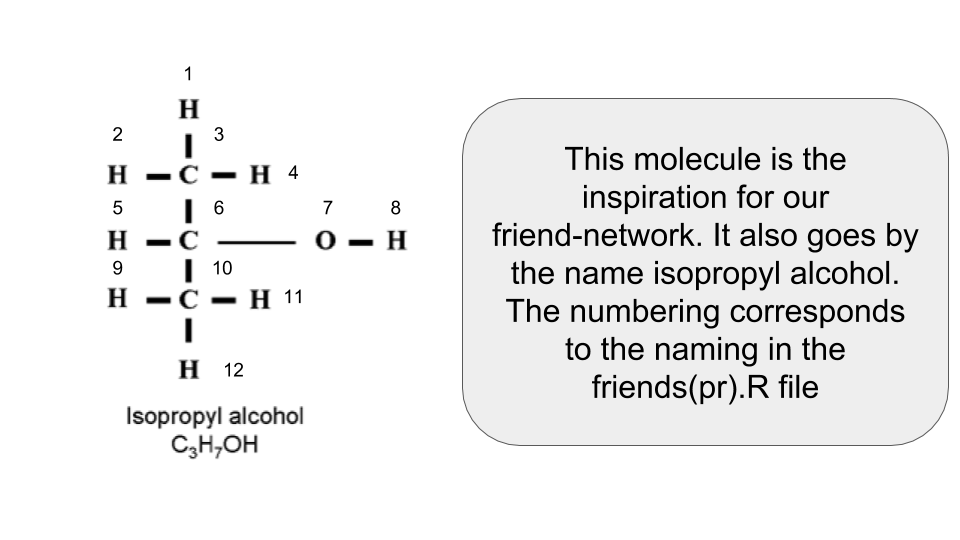 1
H
2 3
H C H 4
5 6 7 8
H C O H
9 10
H C H 11
H 12
Isopropyl alcohol
C₃H₇OH
This molecule is the
inspiration for our
friend-network. It also goes by
the name isopropyl alcohol.
The numbering corresponds
to the naming in the
friends(pr).R file